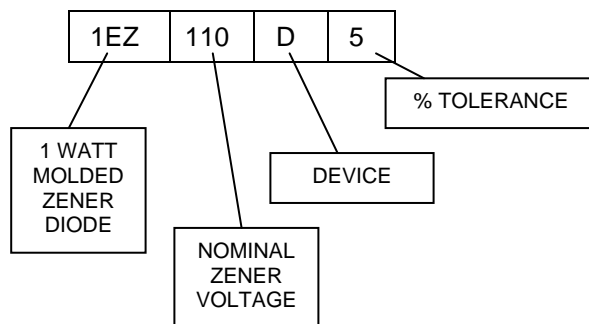 1EZ 110 D 5
% TOLERANCE
1 WATT
MOLDED
ZENER
DIODE
DEVICE
NOMINAL
ZENER
VOLTAGE